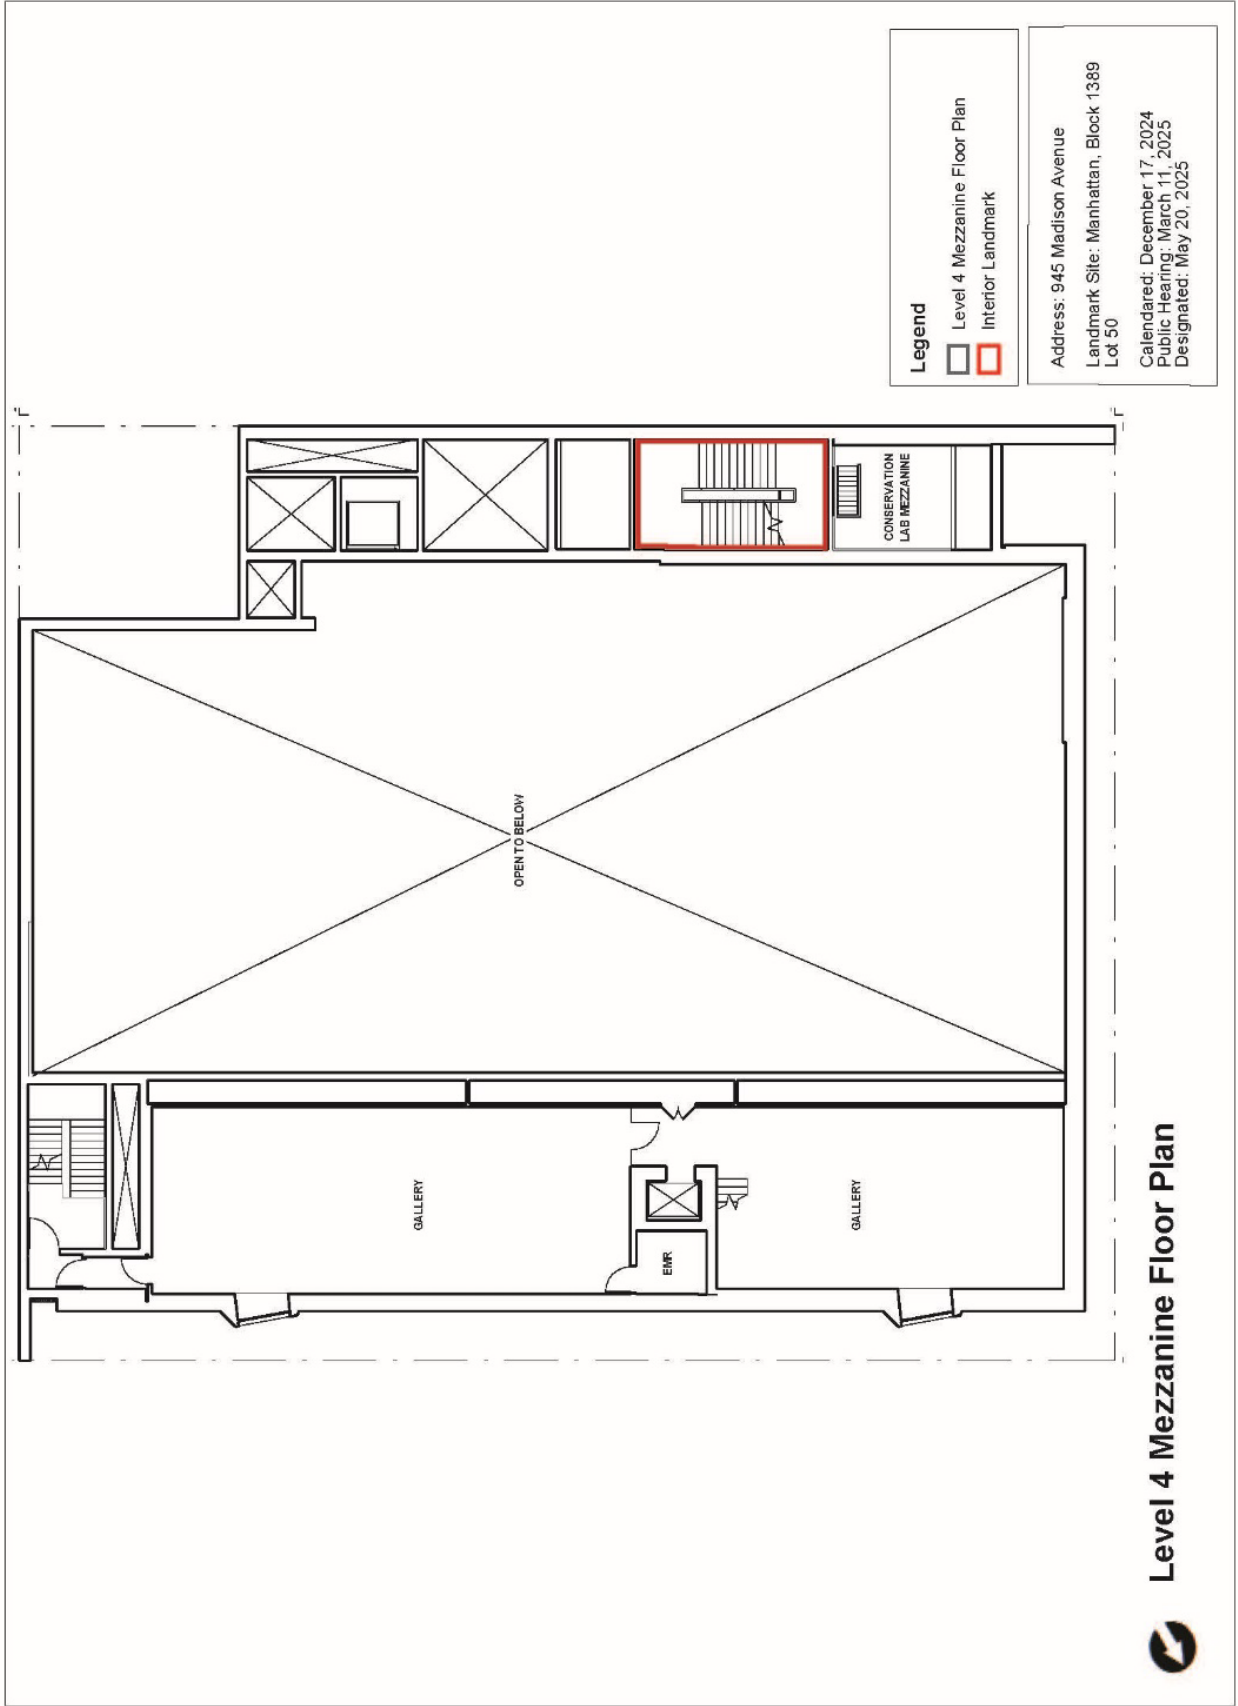 GALLERY
GALLERY
EMR
OPEN TO BELOW
CONSERVATION
LAB MEZZANINE
Legend
Level 4 Mezzanine Floor Plan
Interior Landmark
Address: 945 Madison Avenue
Landmark Site: Manhattan, Block 1389
Lot 50
Calendared: December 17, 2024
Public Hearing: March 11, 2025
Designated: May 20, 2025
Level 4 Mezzanine Floor Plan